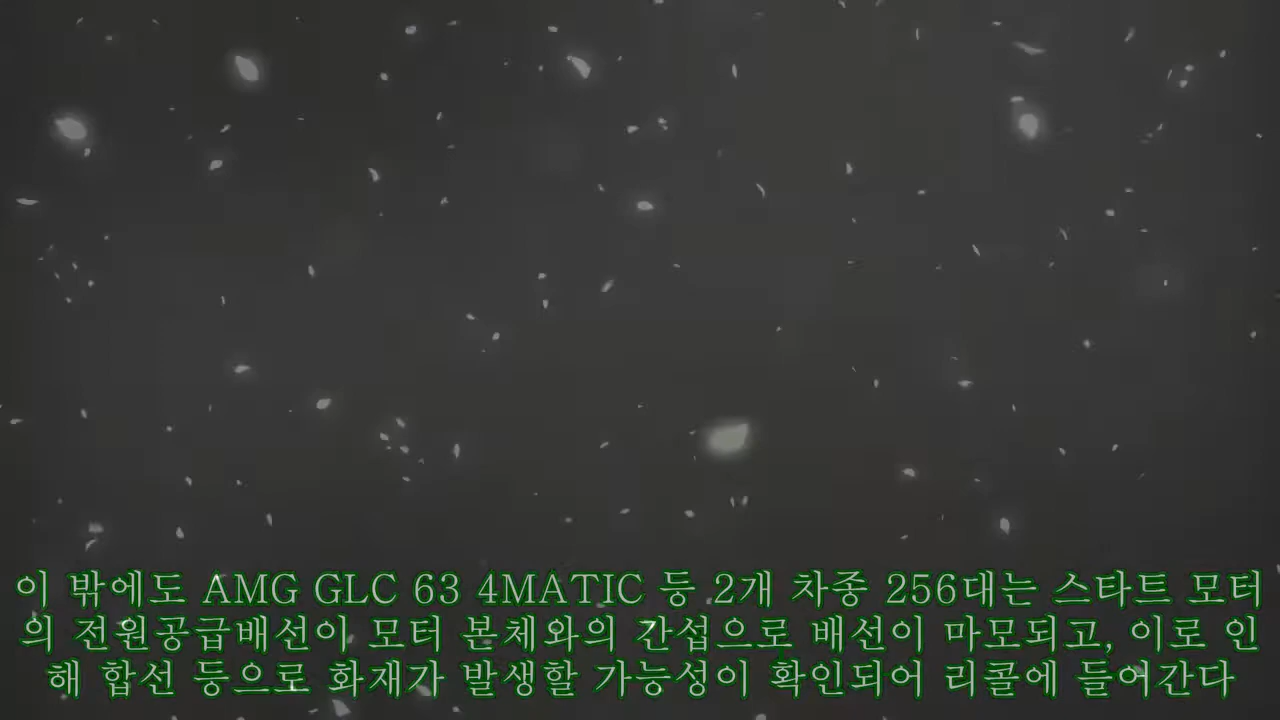 이 밖에도 AMG GLC 63 4MATIC 등 2개 차종 256대는 스타트 모터
의 전원공급배선이 모터 본체와의 간섭으로 배선이 마모되고, 이로 인
해 합선 등으로 화재가 발생할 가능성이 확인되어 리콜에 들어간다